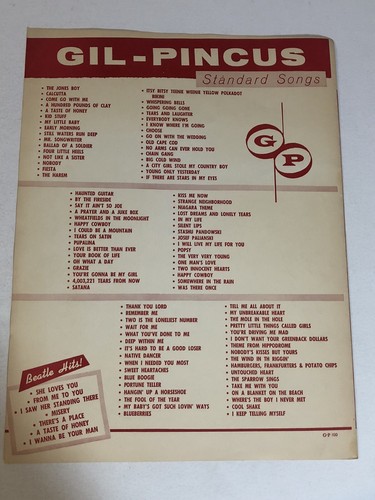 GIL-PINCUS
Standard Songs
• THE JONES BOY
• CALCUTTA
• COME GO WITH ME
• A HUNDRED POUNDS OF CLAY
• A TASTE OF HONEY
• KID STUFF
• MY LITTLE BABY
• EARLY MORNING
• STILL WATERS RUN DEEP
• MR. SONGWRITER
• BALLAD OF A SOLDIER
• FOUR LITTLE HEELS
• NOT LIKE A SISTER
• NOBODY
• FIESTA
• THE HAREM
• ITSY BITSY TEENIE WEENIE YELLOW POLKADOT
BIKINI
• WHISPERING BELLS
• GOING GOING GONE
• TEARS AND LAUGHTER
• EVERYBODY KNOWS
• I KNOW WHERE I'M GOING
• CHOOSE
• GO ON WITH THE WEDDING
• OLD CAPE COD
• NO ARMS CAN EVER HOLD YOU
• CHAIN GANG
• BIG COLD WIND
• A CITY GIRL STOLE MY COUNTRY BOY
• YOUNG ONLY YESTERDAY
• IF THERE ARE STARS IN MY EYES
G
P
• HAUNTED GUITAR
• BY THE FIRESIDE
• SAY IT AIN'T SO JOE
• A PRAYER AND A JUKE BOX
• WHEATFIELDS IN THE MOONLIGHT
• HAPPY COWBOY
• I COULD BE A MOUNTAIN
• TEARS ON SATIN
• PUPALINA
• LOVE IS BETTER THAN EVER
• YOUR BOOK OF LIFE
• OH WHAT A DAY
• GRAZIE
• YOU'RE GONNA BE MY GIRL
• 4,003,221 TEARS FROM NOW
• SATANA
• KISS ME NOW
• STRANGE NEIGHBORHOOD
• NIAGARA THEME
• LOST DREAMS AND LONELY TEARS
• IN MY LIFE
• SILENT LIPS
• STASHU PANDOWSKI
• JOSEF PALIANSKI
• I WILL LIVE MY LIFE FOR YOU
• POPSY
• THE VERY VERY YOUNG
• ONE MAN'S LOVE
• TWO INNOCENT HEARTS
• HAPPY COWBOY
• SOMEWHERE IN THE RAIN
• WAS THERE ONCE
• THANK YOU LORD
• REMEMBER ME
• TWO IS THE LONELIEST NUMBER
• WAIT FOR ME
• WHAT YOU'VE DONE TO ME
• DEEP WITHIN ME
• IT'S HARD TO BE A GOOD LOSER
• NATIVE DANCER
• WHEN I NEEDED YOU MOST
• SWEET HEARTACHES
• BLUE BOOGIE
• FORTUNE TELLER
• HANGIN' UP A HORSESHOE
• THE FOOL OF THE YEAR
• MY BABY'S GOT SUCH LOVIN' WAYS
• BLUEBERRIES
• TELL ME ALL ABOUT IT
• MY UNBREAKABLE HEART
• THE MOLE IN THE HOLE
• PRETTY LITTLE THINGS CALLED GIRLS
• YOU'RE DRIVING ME MAD
• I DON'T WANT YOUR GREENBACK DOLLARS
• THEME FROM HIPPODROME
• NOBODY'S KISSES BUT YOURS
• THE WIND IN THE RIGGIN'
• HAMBURGERS, FRANKFURTERS & POTATO CHIPS
• UNTOUCHED HEART
• THE SPARROW SINGS
• TAKE ME WITH YOU
• ON A BLANKET ON THE BEACH
• WHERE'S THE BOY I NEVER MET
• COOL SHAKE
• I KEEP TELLING MYSELF
Beatle Hits!
• SHE LOVES YOU
• FROM ME TO YOU
• I SAW HER STANDING THERE
• MISERY
• THERE'S A PLACE
• A TASTE OF HONEY
• I WANNA BE YOUR MAN